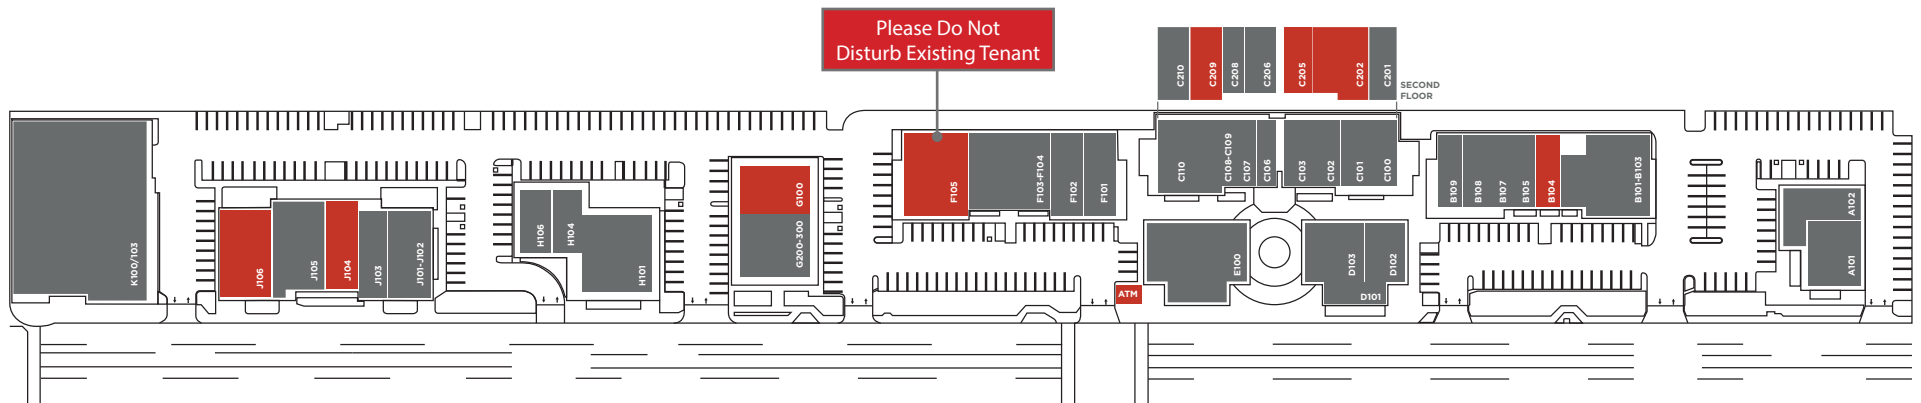 Please Do Not
Disturb Existing Tenant
C210
C209
C208
C206
C205
C202
C201
SECOND
FLOOR
K100/103
J106
J105
J104
J103
J101-J102
H106
H104
H101
G100
G200-300
F105
F103-F104
F102
F101
C110
C108-C109
C107
C106
C103
C102
C101
C100
B109
B108
B107
B105
B104
B101-B103
A102
A101
E100
D103
D102
D101
ATM